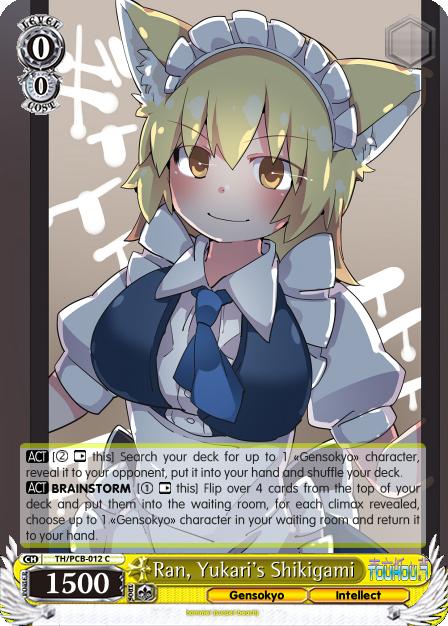 LEVEL
0
0
COST
ACT [② this] Search your deck for up to 1 «Gensokyo» character,
reveal it to your opponent, put it into your hand and shuffle your deck.
ACT BRAINSTORM [① this] Flip over 4 cards from the top of your
deck and put them into the waiting room, for each climax revealed,
choose up to 1 «Gensokyo» character in your waiting room and return it
to your hand.
CH TH/PCB-012 C
POWER 1500 SOUL
Ran, Yukari's Shikigami
TOUHOU
Gensokyo Intellect